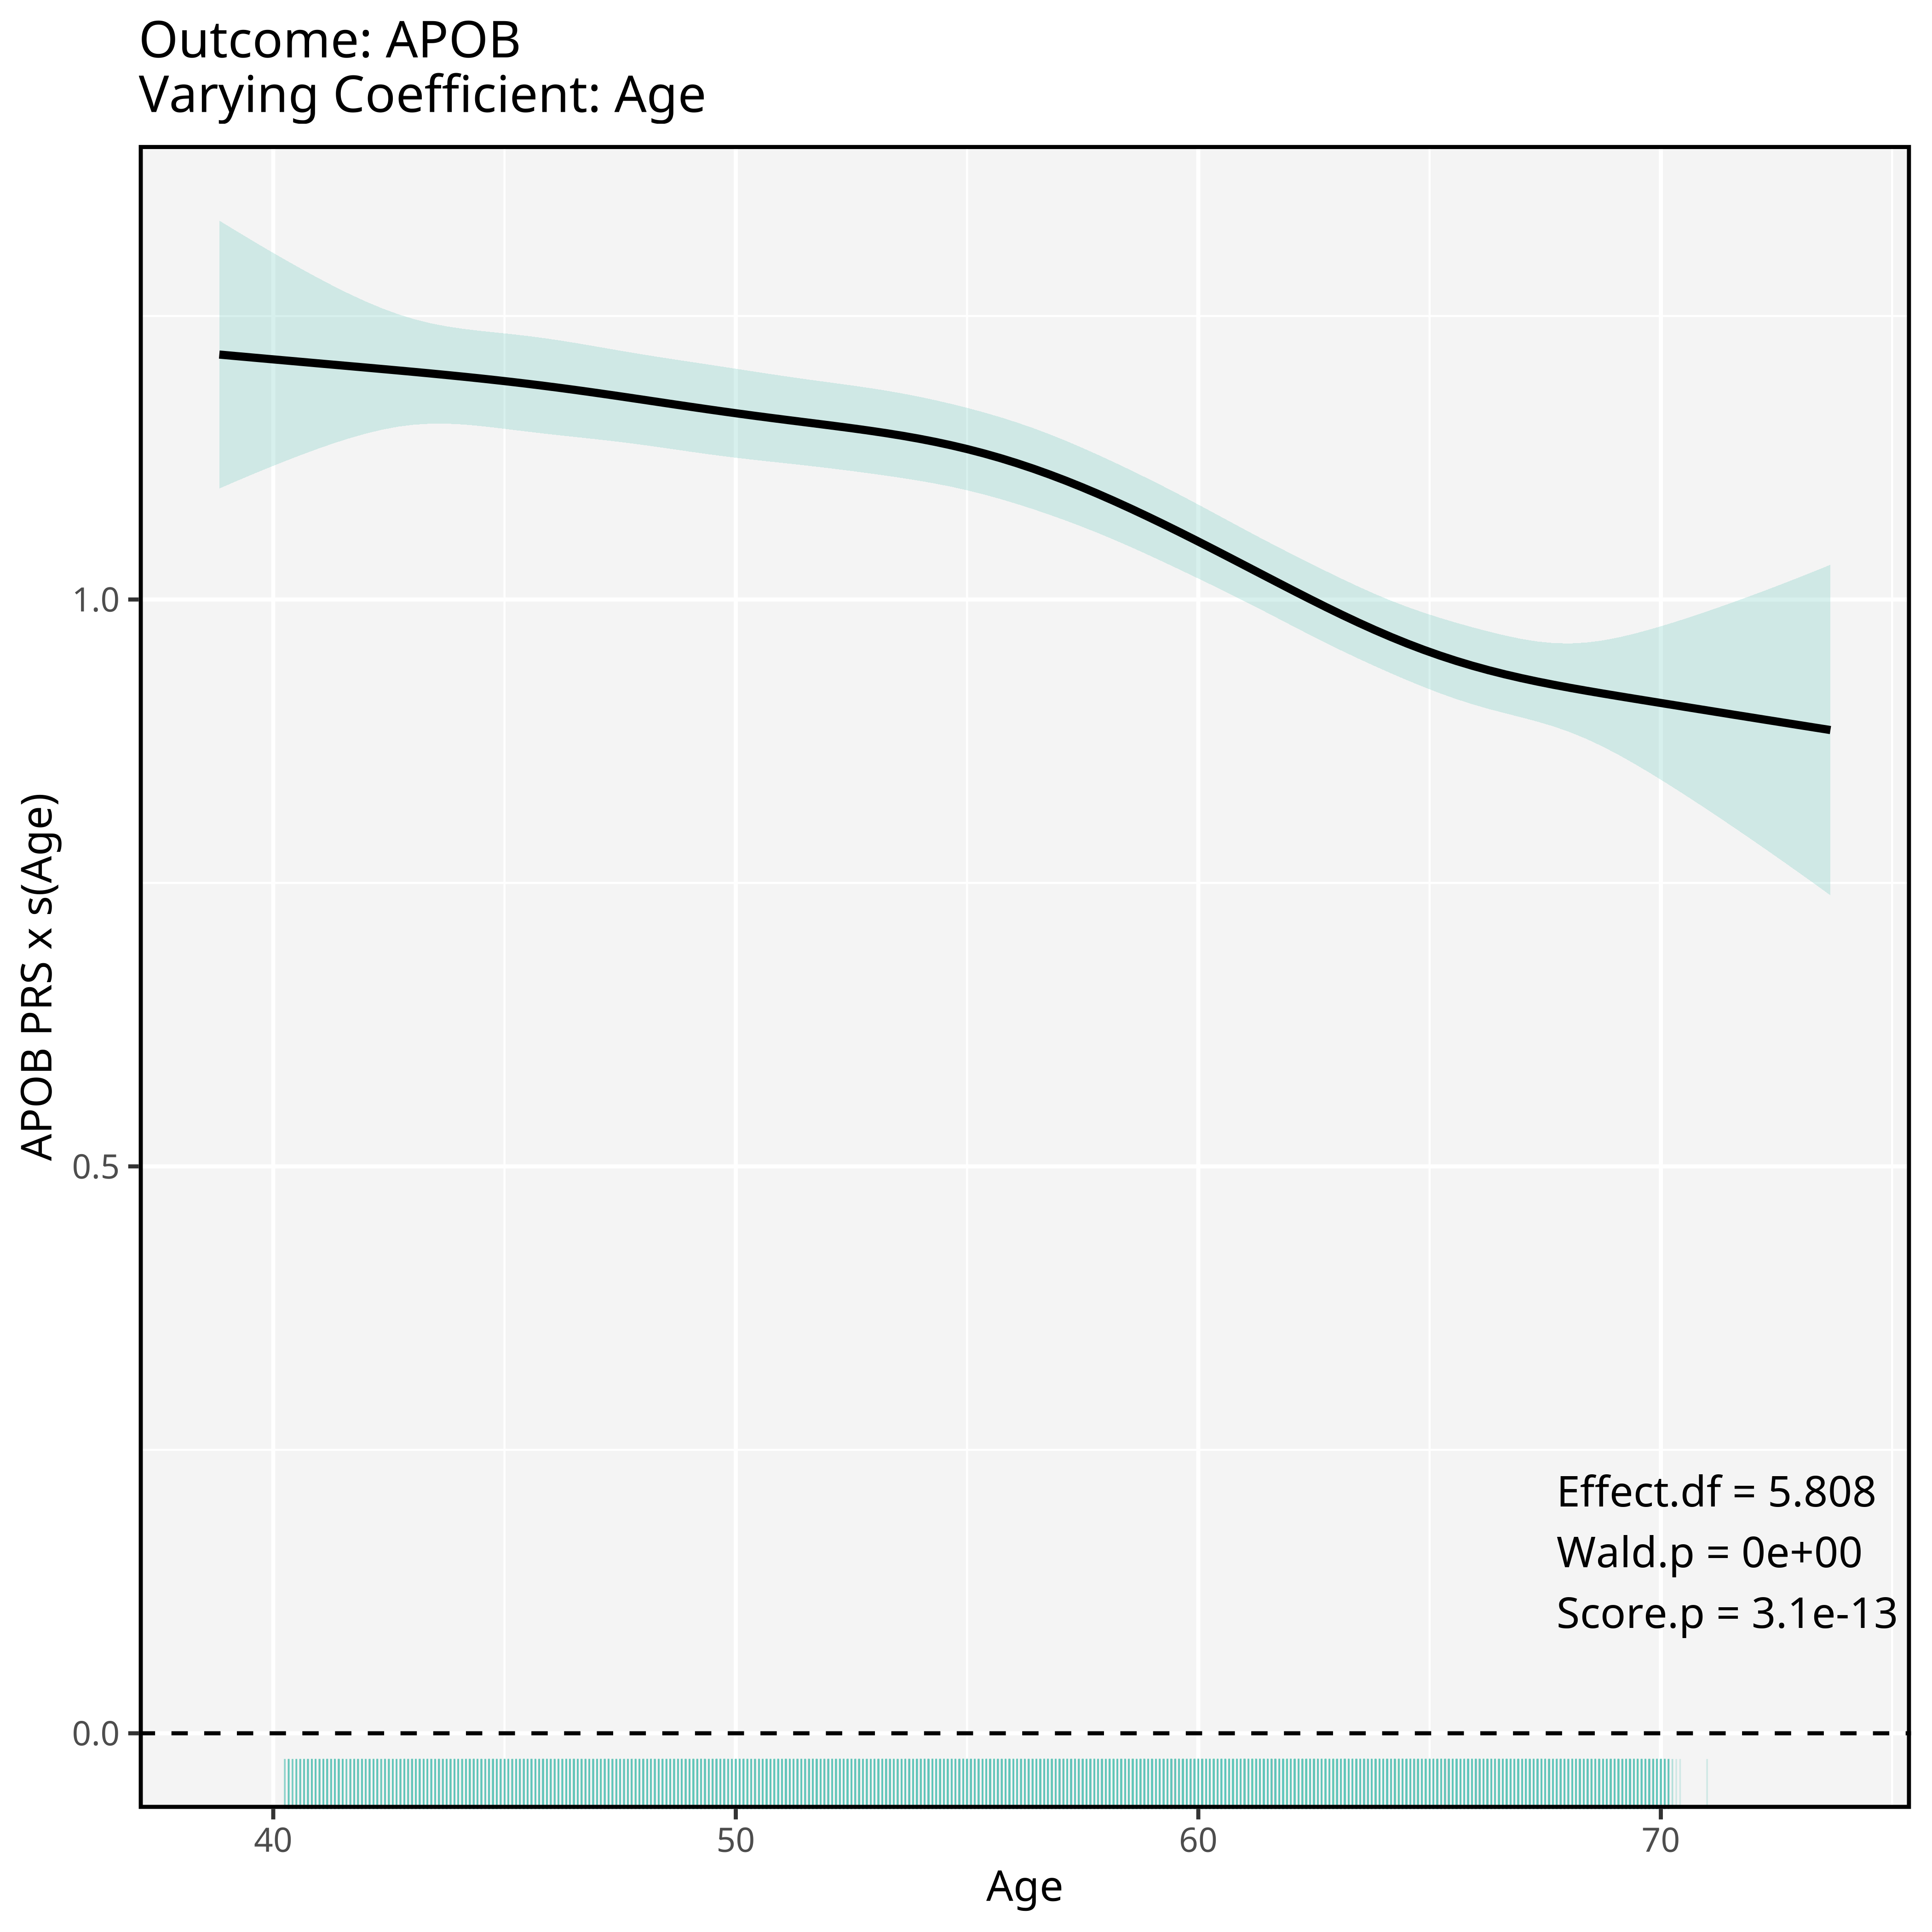 Outcome: APOB
Varying Coefficient: Age
APOB PRS x s(Age)
1.0
0.5
0.0
Effect.df = 5.808
Wald.p = 0e+00
Score.p = 3.1e-13
40 50 60 70
Age